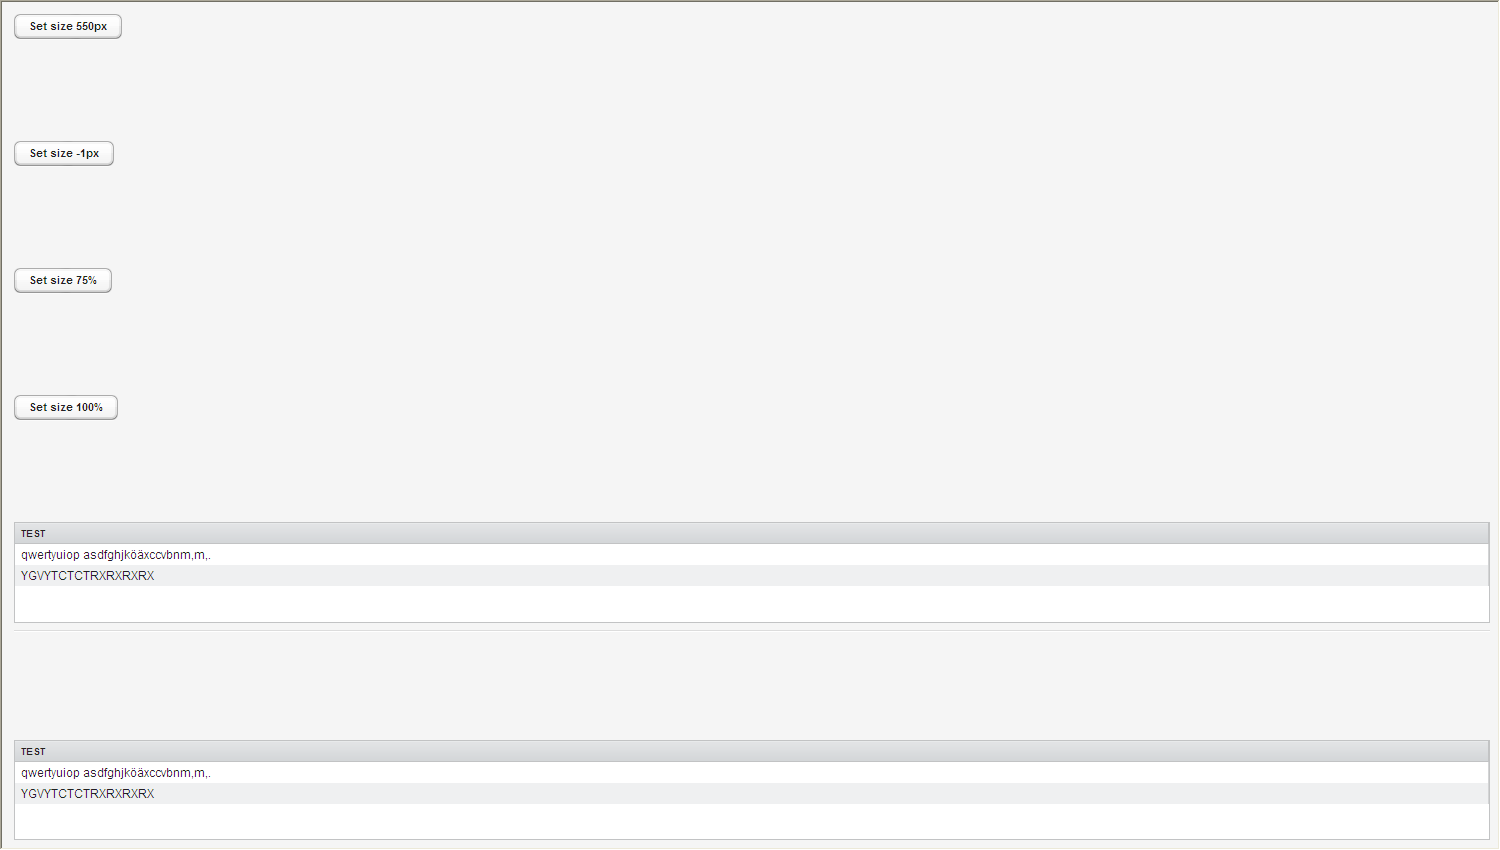 Set size 550px
Set size -1px
Set size 75%
Set size 100%
TEST
qwertyuiop asdfghjköäxccvbnm,m,.
YGVYTCTCTRXRXRXRX
TEST
qwertyuiop asdfghjköäxccvbnm,m,.
YGVYTCTCTRXRXRXRX